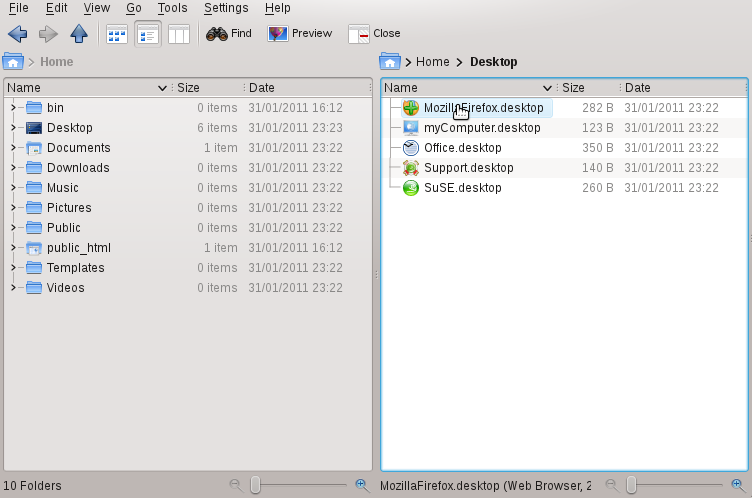 File Edit View Go Tools Settings Help
Find Preview Close
Home
Home Desktop
Name Size Date
bin 0 items 31/01/2011 16:12
Desktop 6 items 31/01/2011 23:23
Documents 1 item 31/01/2011 23:22
Downloads 0 items 31/01/2011 23:22
Music 0 items 31/01/2011 23:22
Pictures 0 items 31/01/2011 23:22
Public 0 items 31/01/2011 23:22
public_html 1 item 31/01/2011 16:12
Templates 0 items 31/01/2011 23:22
Videos 0 items 31/01/2011 23:22
10 Folders
Name Size Date
MozillaFirefox.desktop 282 B 31/01/2011 23:22
myComputer.desktop 123 B 31/01/2011 23:22
Office.desktop 350 B 31/01/2011 23:22
Support.desktop 140 B 31/01/2011 23:22
SuSE.desktop 260 B 31/01/2011 23:22
MozillaFirefox.desktop (Web Browser, 2